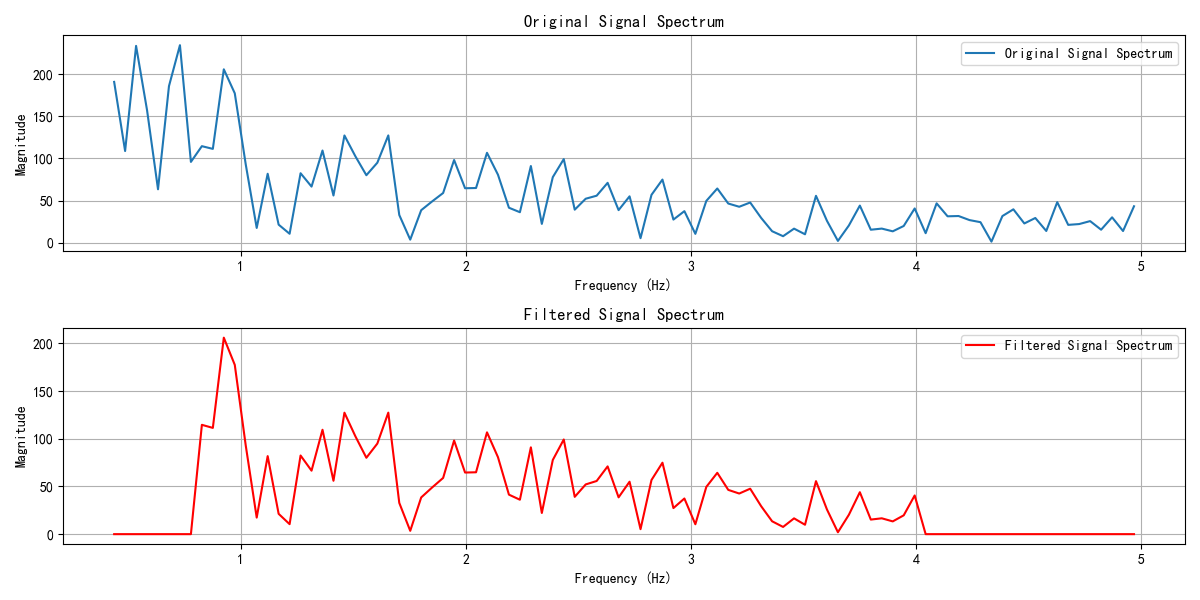 Original Signal Spectrum
Original Signal Spectrum
200
150
100
50
0
Magnitude
1
2
3
4
5
Frequency (Hz)
Filtered Signal Spectrum
Filtered Signal Spectrum
200
150
100
50
0
Magnitude
1
2
3
4
5
Frequency (Hz)